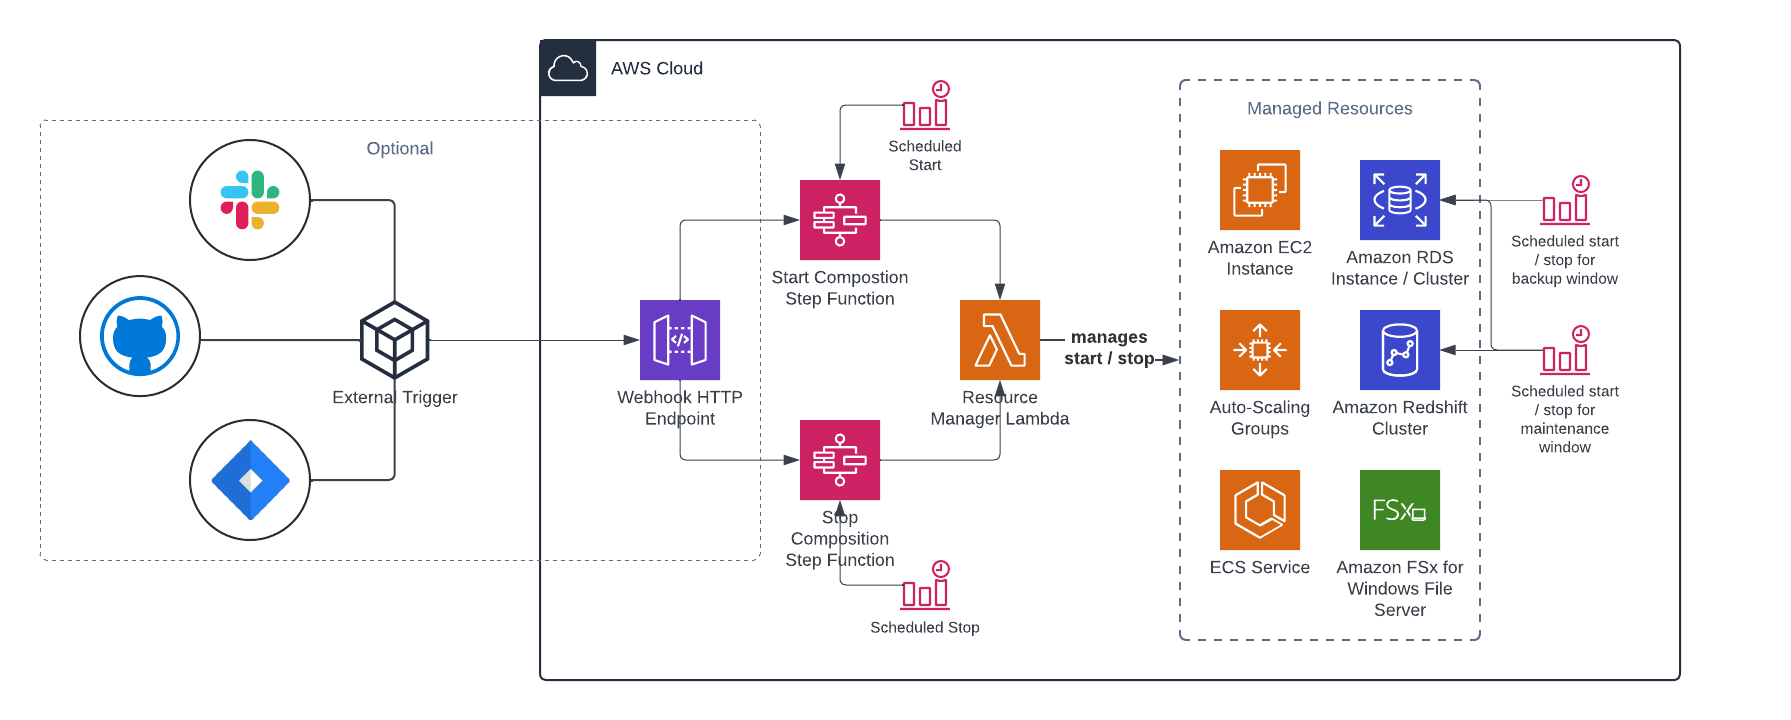 AWS Cloud
Optional
External Trigger
Webhook HTTP
Endpoint
Scheduled
Start
Start Compostion
Step Function
Stop
Composition
Step Function
Scheduled Stop
Resource
Manager Lambda
manages
start / stop
Managed Resources
Amazon EC2
Instance
Amazon RDS
Instance / Cluster
Auto-Scaling
Groups
Amazon Redshift
Cluster
ECS Service
FSx
Amazon FSx for
Windows File
Server
Scheduled start
/ stop for
backup window
Scheduled start
/ stop for
maintenance
window